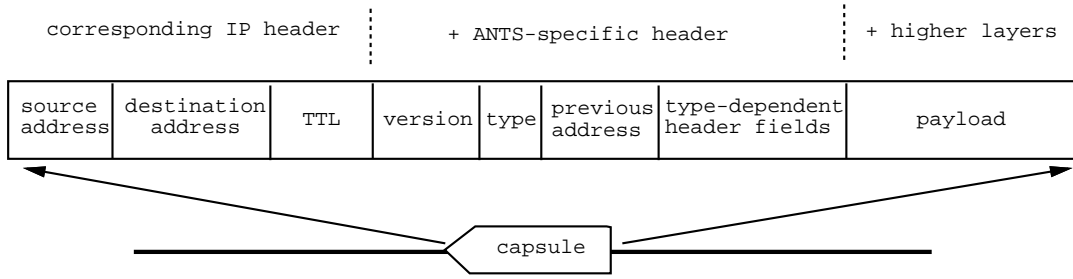 corresponding IP header
+ ANTS-specific header
+ higher layers
source address
destination address
TTL
version
type
previous address
type-dependent header fields
payload
capsule